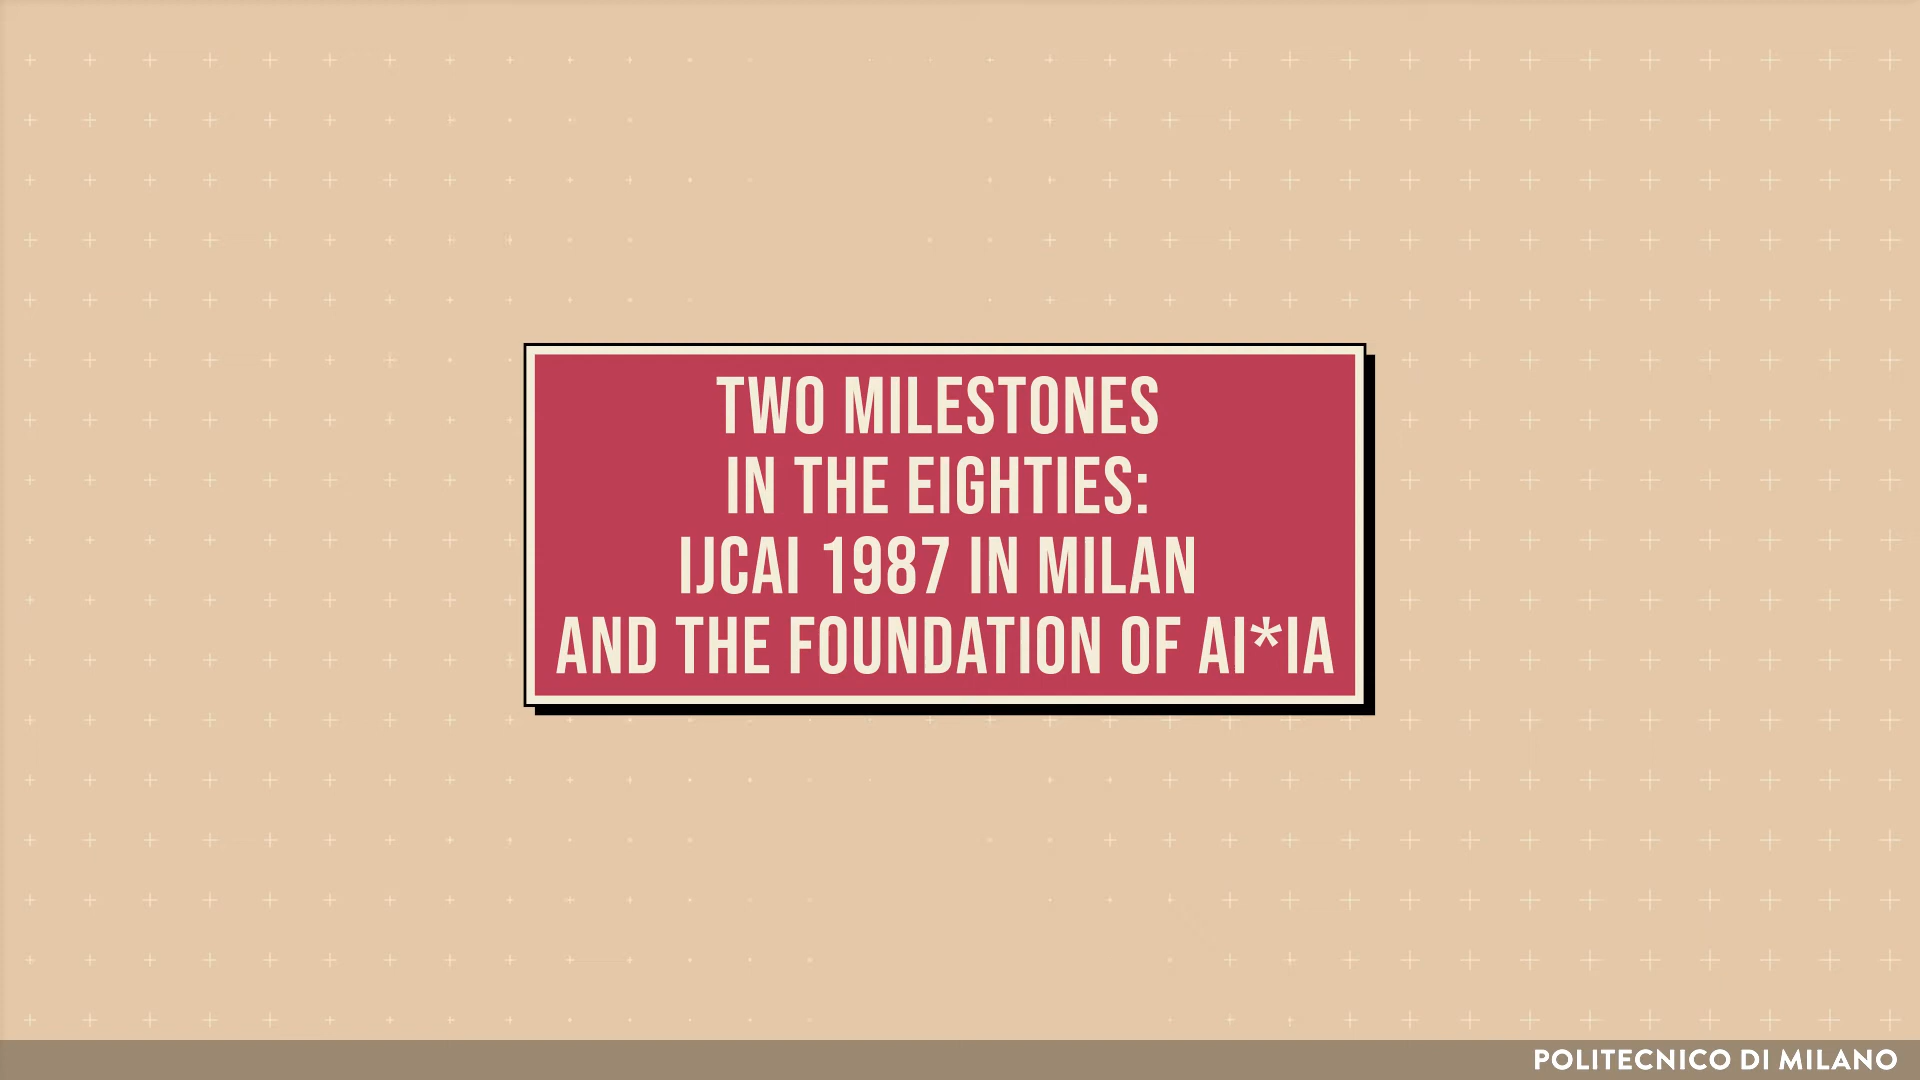 TWO MILESTONES
IN THE EIGHTIES:
IJCAI 1987 IN MILAN
AND THE FOUNDATION OF AI*IA
POLITECNICO DI MILANO